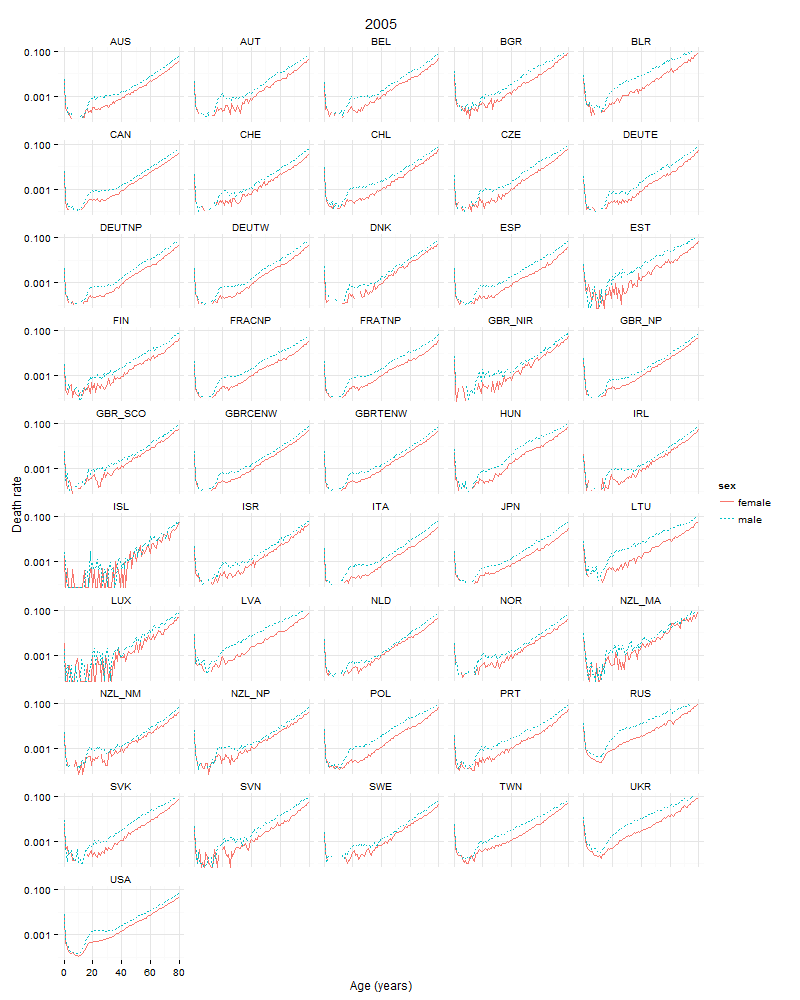 2005
AUS AUT BEL BGR BLR
0.100
0.001
CAN CHE CHL CZE DEUTE
0.100
0.001
DEUTNP DEUTW DNK ESP EST
0.100
0.001
FIN FRACNP FRATNP GBR_NIR GBR_NP
0.100
0.001
GBR_SCO GBRCENW GBRTENW HUN IRL
0.100
0.001
ISL ISR ITA JPN LTU
0.100
0.001
LUX LVA NLD NOR NZL_MA
0.100
0.001
NZL_NM NZL_NP POL PRT RUS
0.100
0.001
SVK SVN SWE TWN UKR
0.100
0.001
USA
0.100
0.001
0 20 40 60 80
Age (years)
Death rate
sex
female
male